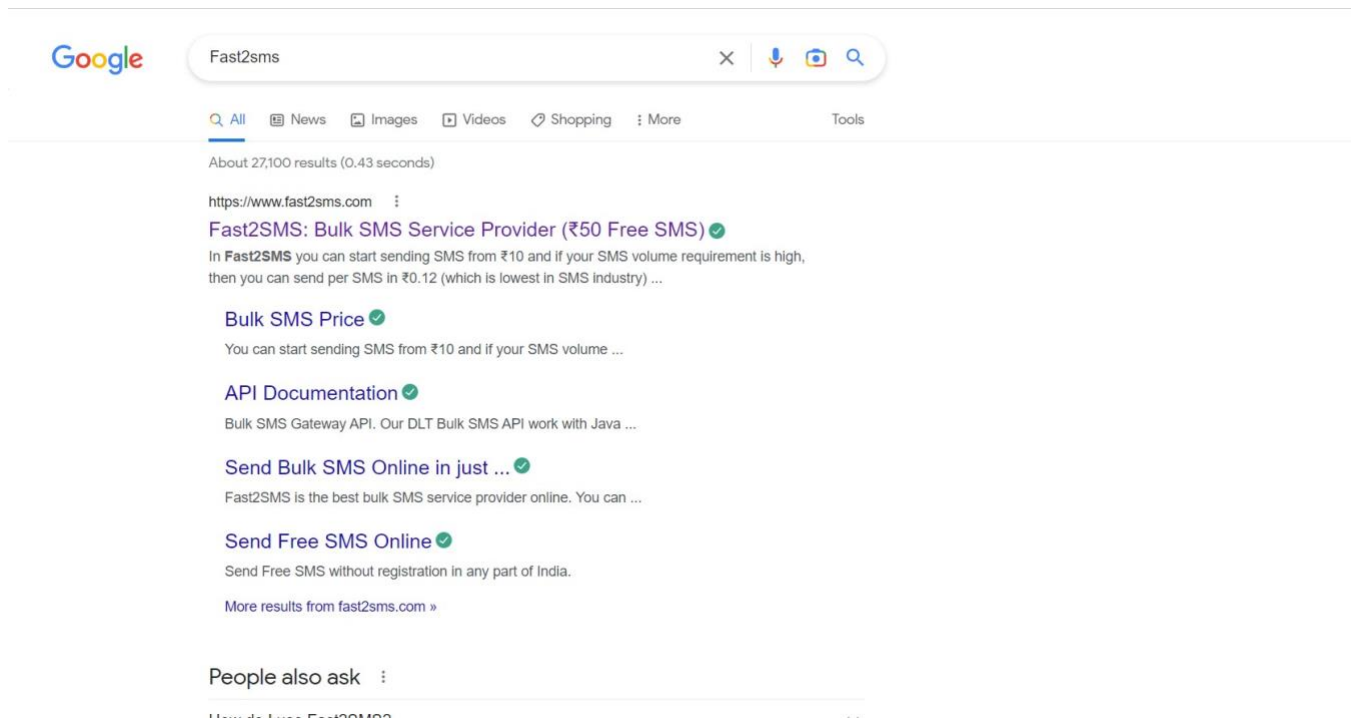 Google
Fast2sms
All News Images Videos Shopping More Tools
About 27,100 results (0.43 seconds)
https://www.fast2sms.com
Fast2SMS: Bulk SMS Service Provider (₹50 Free SMS)
In Fast2SMS you can start sending SMS from ₹10 and if your SMS volume requirement is high,
then you can send per SMS in ₹0.12 (which is lowest in SMS industry) ...
Bulk SMS Price
You can start sending SMS from ₹10 and if your SMS volume ...
API Documentation
Bulk SMS Gateway API. Our DLT Bulk SMS API work with Java ...
Send Bulk SMS Online in just ...
Fast2SMS is the best bulk SMS service provider online. You can ...
Send Free SMS Online
Send Free SMS without registration in any part of India.
More results from fast2sms.com »
People also ask
How do I use Fast2SMS?